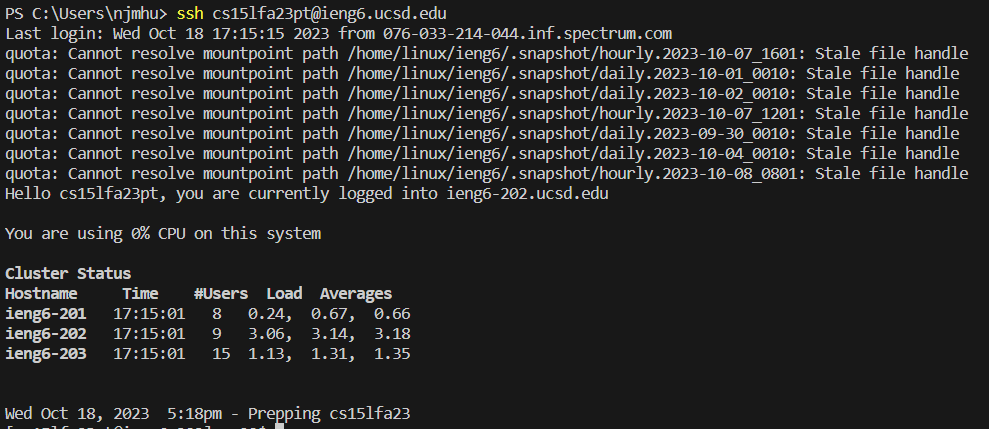 PS C:\Users\njmhu> ssh cs15lfa23pt@ieng6.ucsd.edu
Last login: Wed Oct 18 17:15:15 2023 from 076-033-214-044.inf.spectrum.com
quota: Cannot resolve mountpoint path /home/linux/ieng6/.snapshot/hourly.2023-10-07_1601: Stale file handle
quota: Cannot resolve mountpoint path /home/linux/ieng6/.snapshot/daily.2023-10-01_0010: Stale file handle
quota: Cannot resolve mountpoint path /home/linux/ieng6/.snapshot/daily.2023-10-02_0010: Stale file handle
quota: Cannot resolve mountpoint path /home/linux/ieng6/.snapshot/hourly.2023-10-07_1201: Stale file handle
quota: Cannot resolve mountpoint path /home/linux/ieng6/.snapshot/daily.2023-09-30_0010: Stale file handle
quota: Cannot resolve mountpoint path /home/linux/ieng6/.snapshot/daily.2023-10-04_0010: Stale file handle
quota: Cannot resolve mountpoint path /home/linux/ieng6/.snapshot/hourly.2023-10-08_0801: Stale file handle
Hello cs15lfa23pt, you are currently logged into ieng6-202.ucsd.edu
You are using 0% CPU on this system
Cluster Status
Hostname Time #Users Load Averages
ieng6-201 17:15:01 8 0.24, 0.67, 0.66
ieng6-202 17:15:01 9 3.06, 3.14, 3.18
ieng6-203 17:15:01 15 1.13, 1.31, 1.35
Wed Oct 18, 2023 5:18pm - Prepping cs15lfa23